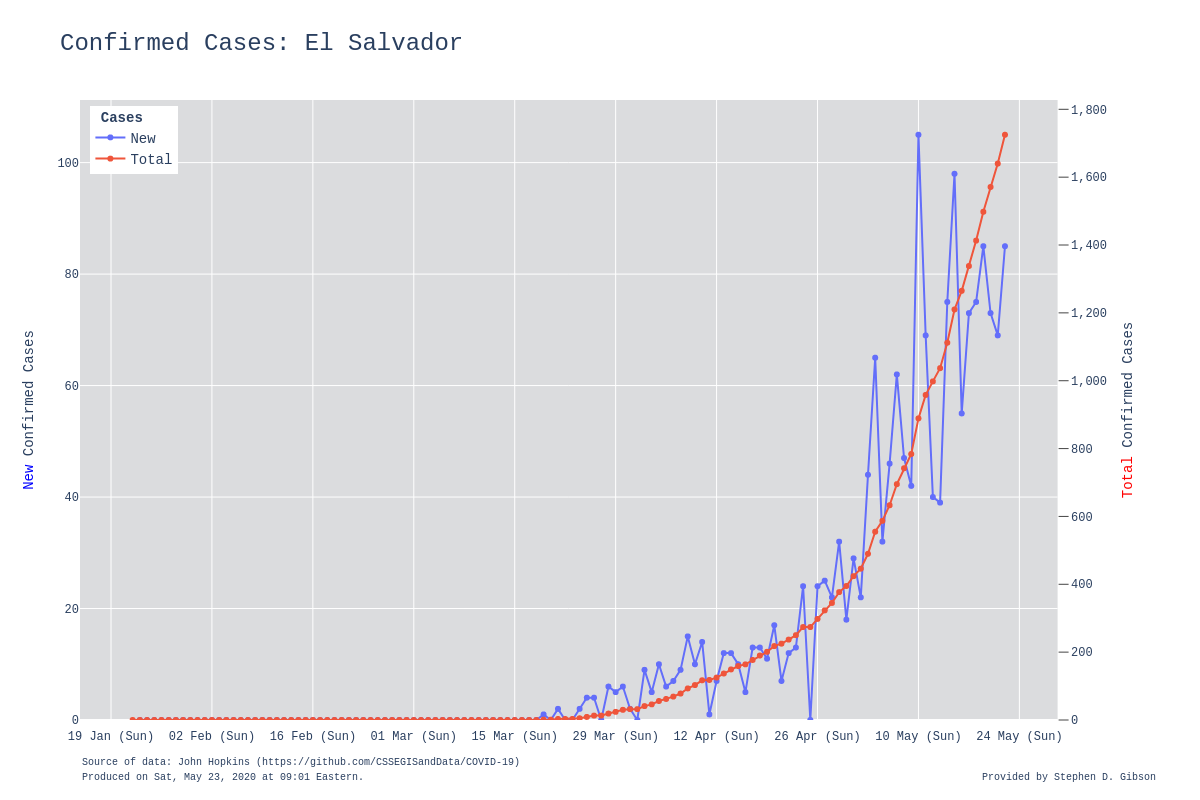 Confirmed Cases: El Salvador
Cases
New
Total
100
80
60
40
20
0
1,800
1,600
1,400
1,200
1,000
800
600
400
200
0
New Confirmed Cases
Total Confirmed Cases
19 Jan (Sun) 02 Feb (Sun) 16 Feb (Sun) 01 Mar (Sun) 15 Mar (Sun) 29 Mar (Sun) 12 Apr (Sun) 26 Apr (Sun) 10 May (Sun) 24 May (Sun)
Source of data: John Hopkins (https://github.com/CSSEGISandData/COVID-19)
Produced on Sat, May 23, 2020 at 09:01 Eastern.
Provided by Stephen D. Gibson